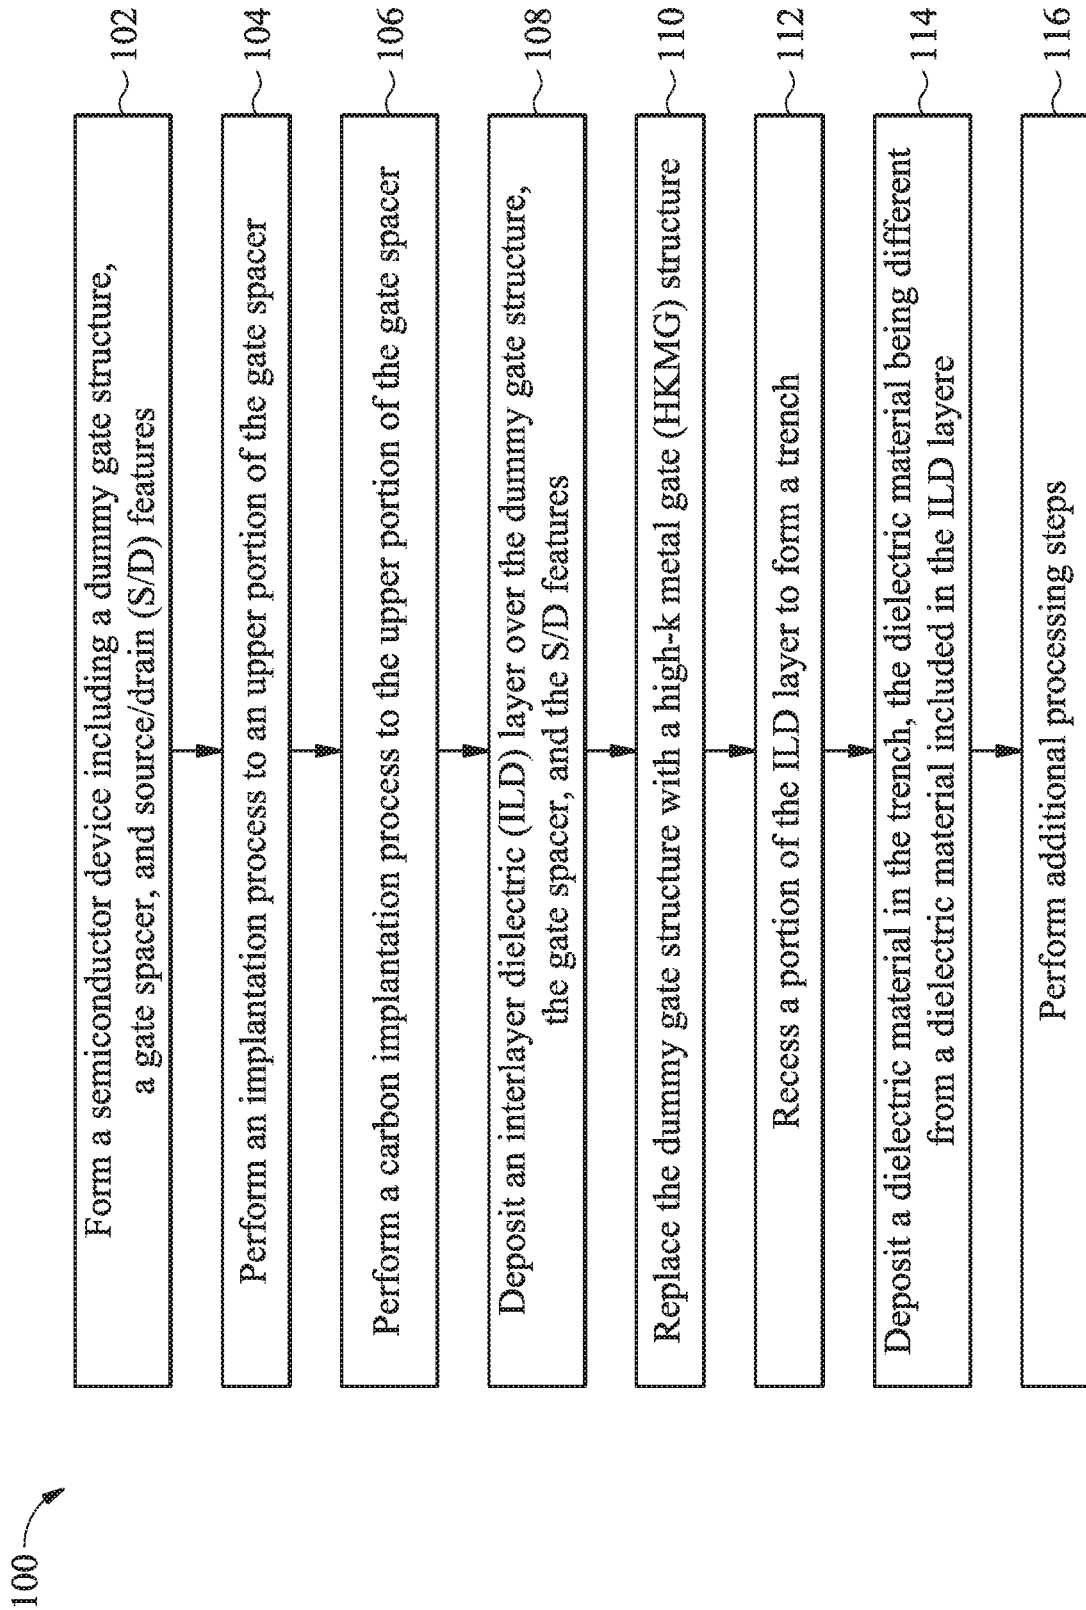 100
Form a semiconductor device including a dummy gate structure,
a gate spacer, and source/drain (S/D) features
102
Perform an implantation process to an upper portion of the gate spacer
104
Perform a carbon implantation process to the upper portion of the gate spacer
106
Deposit an interlayer dielectric (ILD) layer over the dummy gate structure,
the gate spacer, and the S/D features
108
Replace the dummy gate structure with a high-k metal gate (HKMG) structure
110
Recess a portion of the ILD layer to form a trench
112
Deposit a dielectric material in the trench, the dielectric material being different
from a dielectric material included in the ILD layere
114
Perform additional processing steps
116